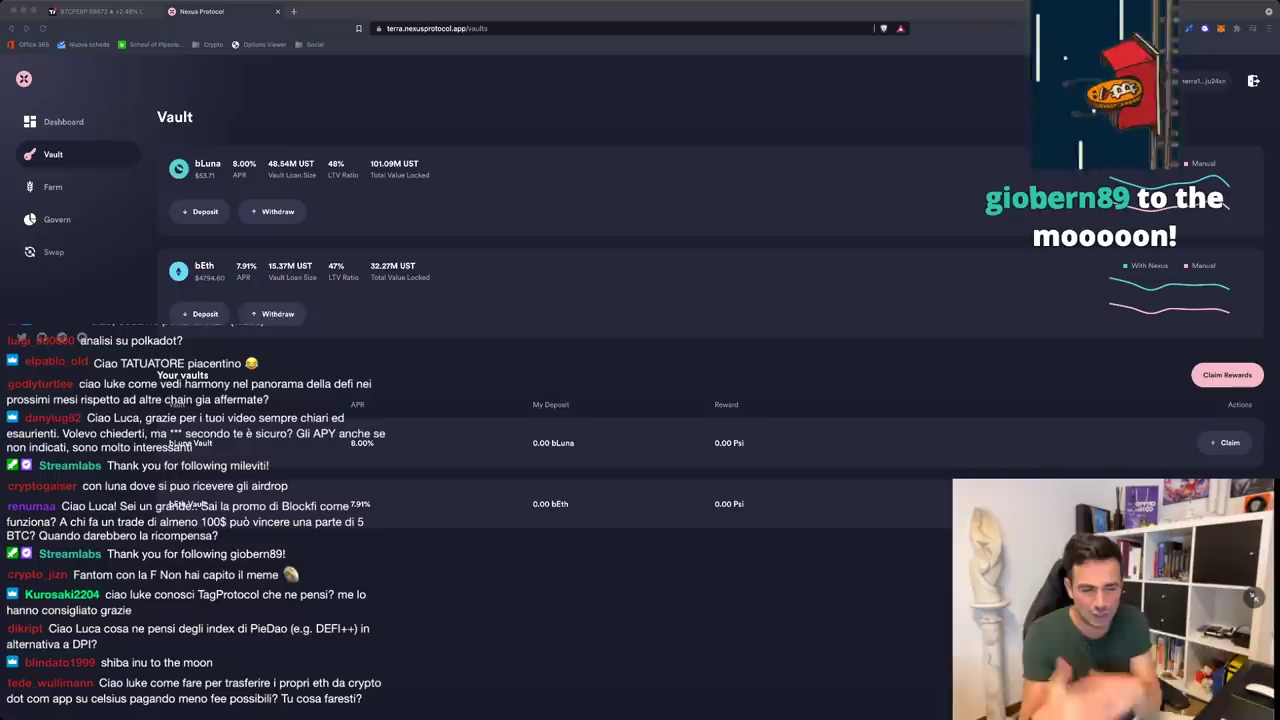 BTCPERP 66672 ▲ +2.46% L
Nexus Protocol
terra.nexusprotocol.app/vaults
Office 365
Nuova scheda
School of Pipsolo...
Crypto
Options Viewer
Social
terra1...ju24sn
Dashboard
Vault
Farm
Govern
Swap
Vault
bLuna
$53.71
8.00%
APR
48.54M UST
Vault Loan Size
48%
LTV Ratio
101.09M UST
Total Value Locked
Manual
Deposit
Withdraw
giobern89 to the
mooooon!
bEth
$4794.60
7.91%
APR
15.37M UST
Vault Loan Size
47%
LTV Ratio
32.27M UST
Total Value Locked
With Nexus
Manual
Deposit
Withdraw
Your vaults
Claim Rewards
APR
My Deposit
Reward
Actions
bLuna Vault
8.00%
0.00 bLuna
0.00 Psi
+ Claim
bEth Vault
7.91%
0.00 bEth
0.00 Psi
analisi su polkadot?
elpablo_old Ciao TATUATORE piacentino 😂
godlyturtlee ciao luke come vedi harmony nel panorama della defi nei
prossimi mesi rispetto ad altre chain gia affermate?
danyiug82 Ciao Luca, grazie per i tuoi video sempre chiari ed
esaurienti. Volevo chiederti, ma *** secondo te è sicuro? Gli APY anche se
non indicati, sono molto interessanti
Streamlabs Thank you for following mileviti!
cryptogaiser con luna dove si puo ricevere gli airdrop
renumaa Ciao Luca! Sei un grande. Sai la promo di Blockfi come
funziona? A chi fa un trade di almeno 100$ può vincere una parte di 5
BTC? Quando darebbero la ricompensa?
Streamlabs Thank you for following giobern89!
crypto_jizn Fantom con la F Non hai capito il meme
Kurosaki2204 ciao luke conosci TagProtocol che ne pensi? me lo
hanno consigliato grazie
dikript Ciao Luca cosa ne pensi degli index di PieDao (e.g. DEFI++) in
alternativa a DPI?
blindato1999 shiba inu to the moon
fede_wullimann Ciao luke come fare per trasferire i propri eth da crypto
dot com app su celsius pagando meno fee possibili? Tu cosa faresti?